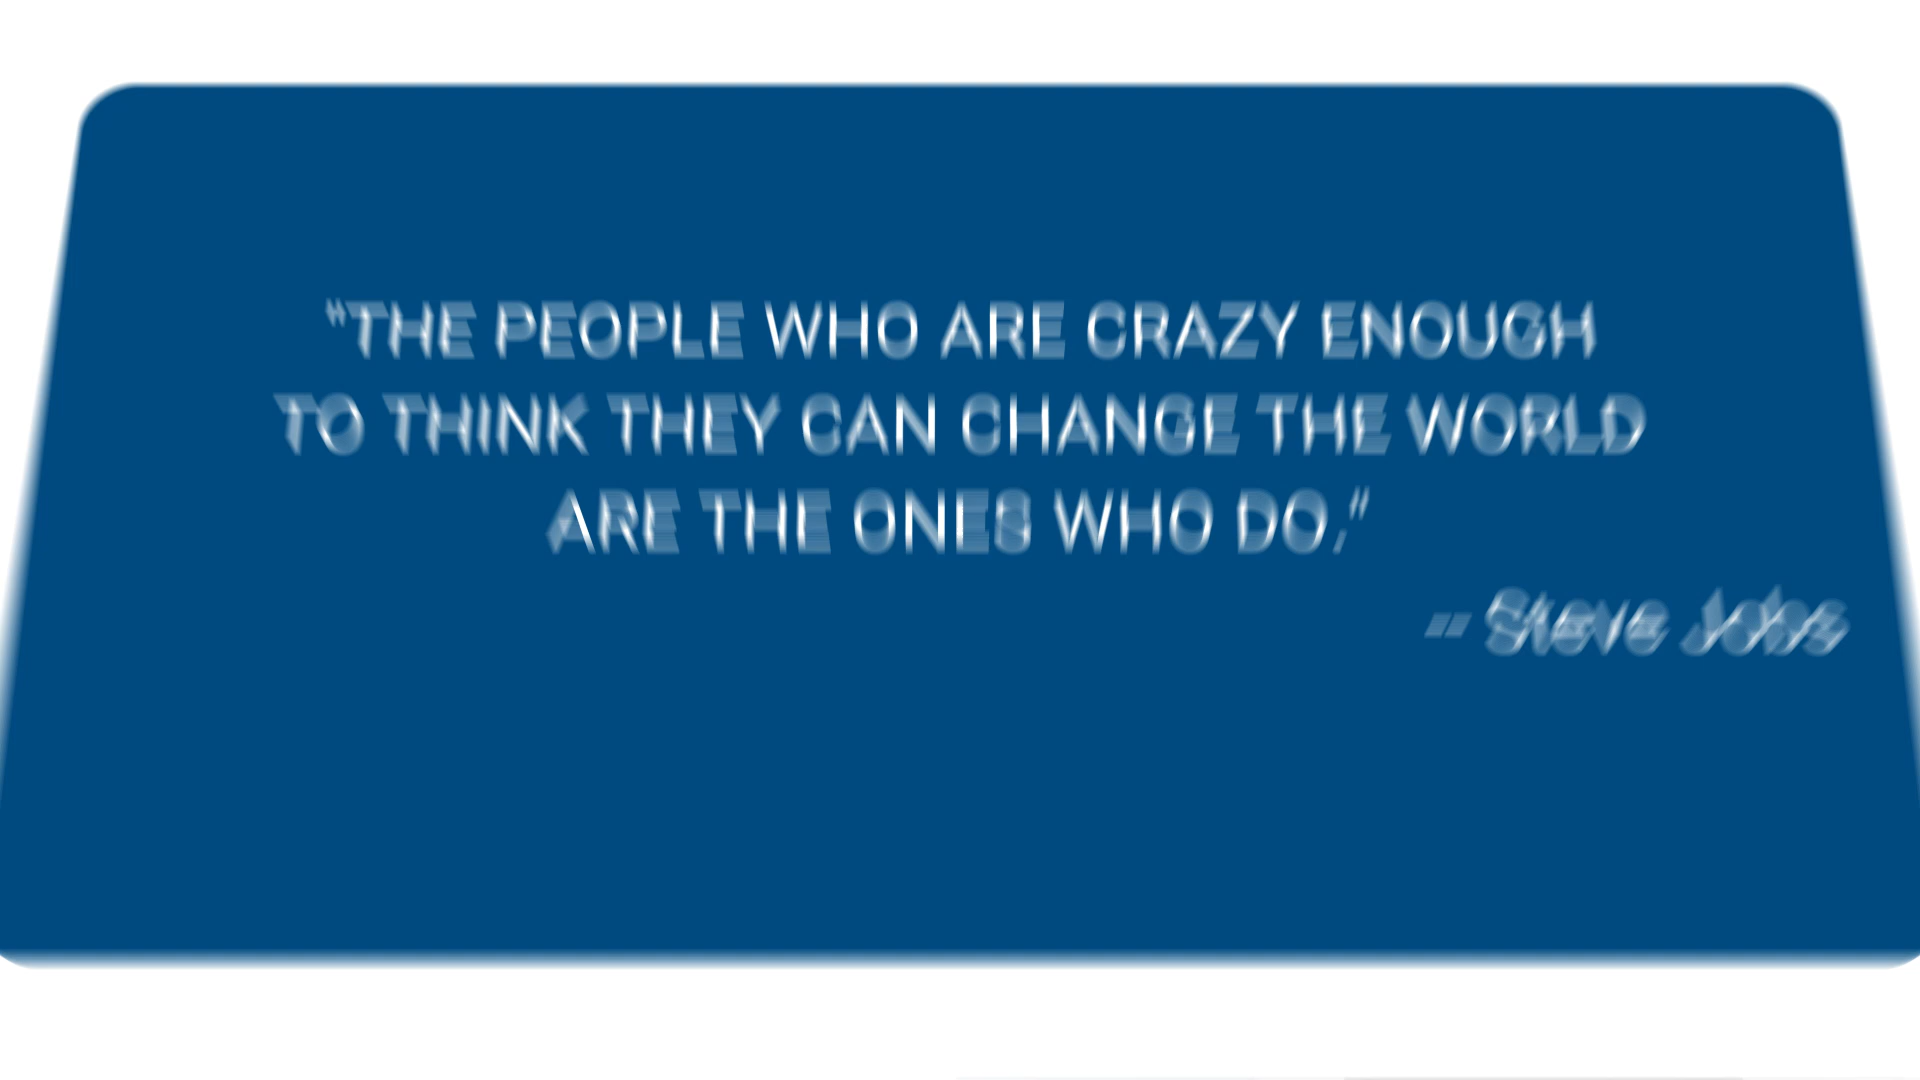 "THE PEOPLE WHO ARE CRAZY ENOUGH
TO THINK THEY CAN CHANGE THE WORLD
ARE THE ONES WHO DO."
-- Steve Jobs